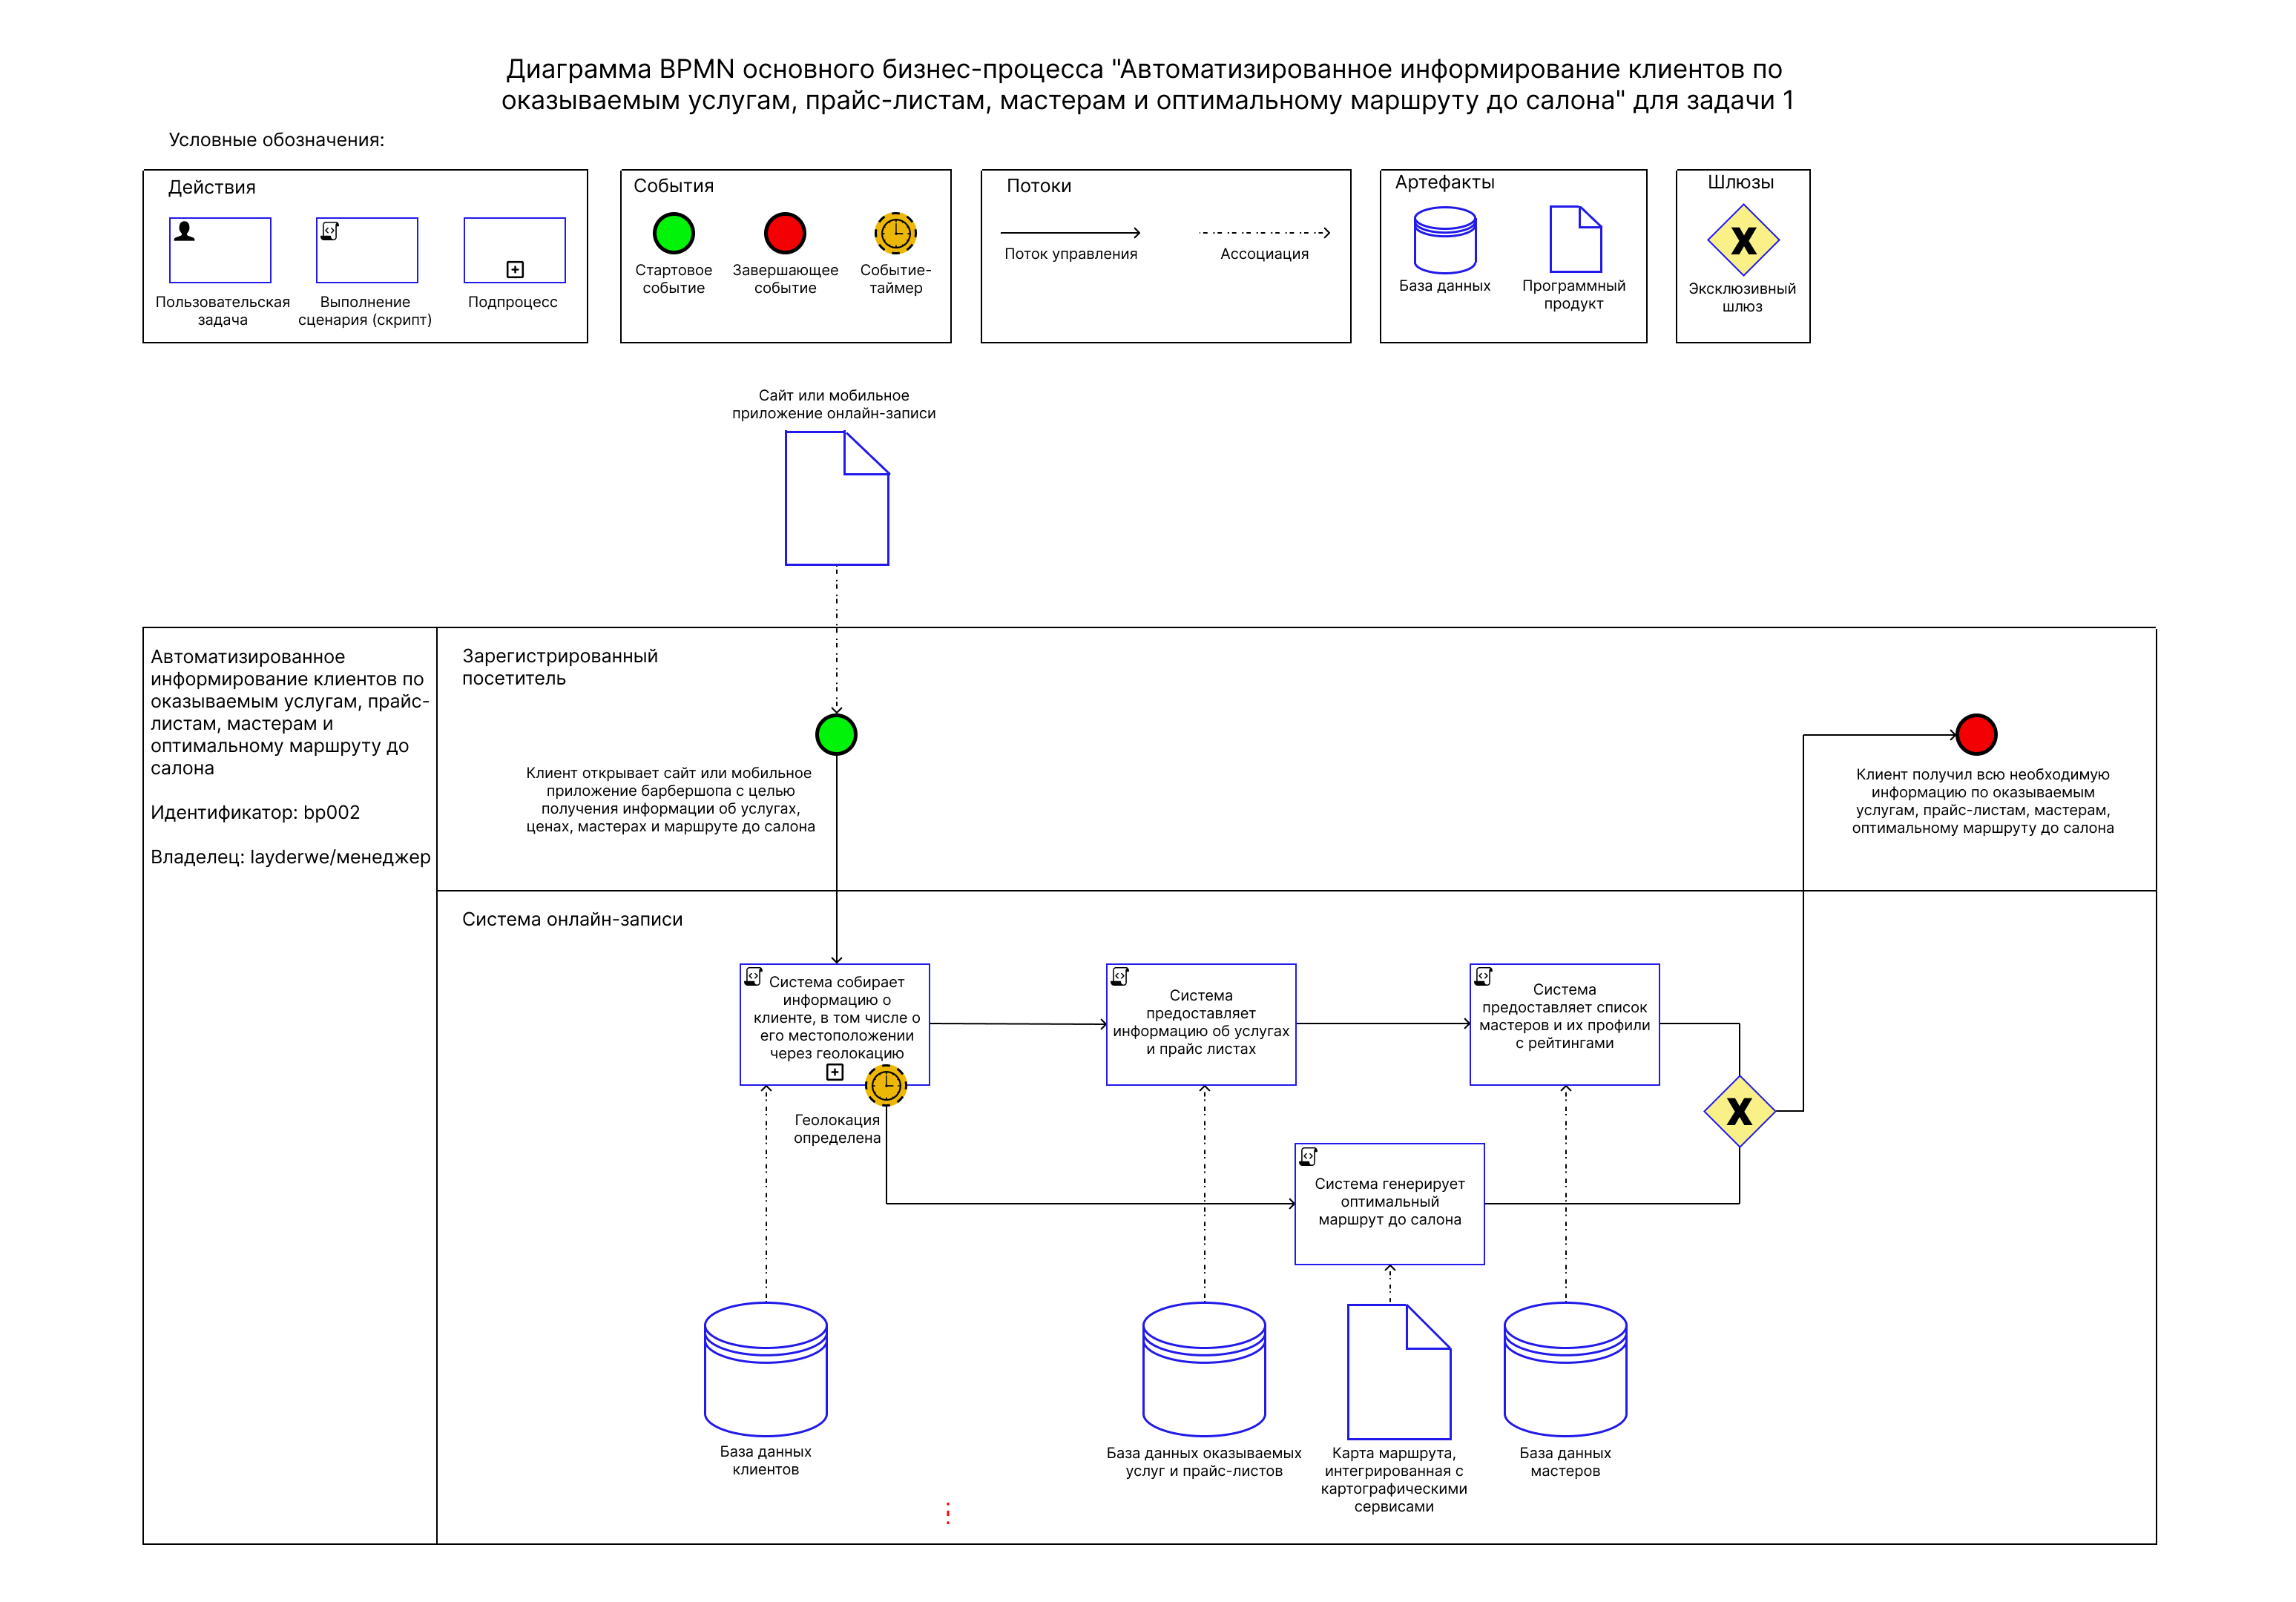 Диаграмма BPMN основного бизнес-процесса "Автоматизированное информирование клиентов по
оказываемым услугам, прайс-листам, мастерам и оптимальному маршруту до салона" для задачи 1
Условные обозначения:
Действия
Пользовательская
задача
Выполнение
сценария (скрипт)
Подпроцесс
События
Стартовое
событие
Завершающее
событие
Событие-
таймер
Потоки
Поток управления
Ассоциация
Артефакты
База данных
Программный
продукт
Шлюзы
X
Эксклюзивный
шлюз
Сайт или мобильное
приложение онлайн-записи
Автоматизированное
информирование клиентов по
оказываемым услугам, прайс-
листам, мастерам и
оптимальному маршруту до
салона
Идентификатор: bp002
Владелец: layderwe/менеджер
Зарегистрированный
посетитель
Клиент открывает сайт или мобильное
приложение барбершопа с целью
получения информации об услугах,
ценах, мастерах и маршруте до салона
Клиент получил всю необходимую
информацию по оказываемым
услугам, прайс-листам, мастерам,
оптимальному маршруту до салона
Система онлайн-записи
Система собирает
информацию о
клиенте, в том числе о
его местоположении
через геолокацию
Геолокация
определена
Система
предоставляет
информацию об услугах
и прайс листах
Система
предоставляет список
мастеров и их профили
с рейтингами
X
Система генерирует
оптимальный
маршрут до салона
База данных
клиентов
База данных оказываемых
услуг и прайс-листов
Карта маршрута,
интегрированная с
картографическими
сервисами
База данных
мастеров